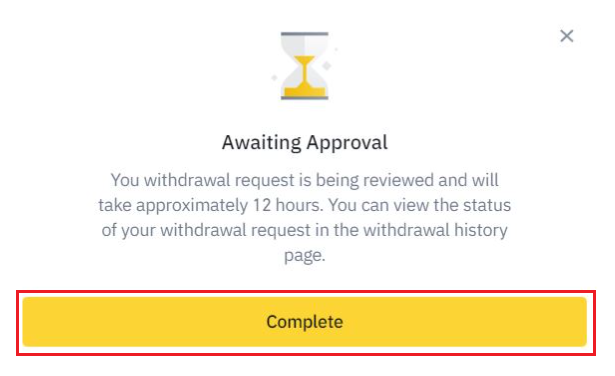 Awaiting Approval
You withdrawal request is being reviewed and will
take approximately 12 hours. You can view the status
of your withdrawal request in the withdrawal history
page.
Complete